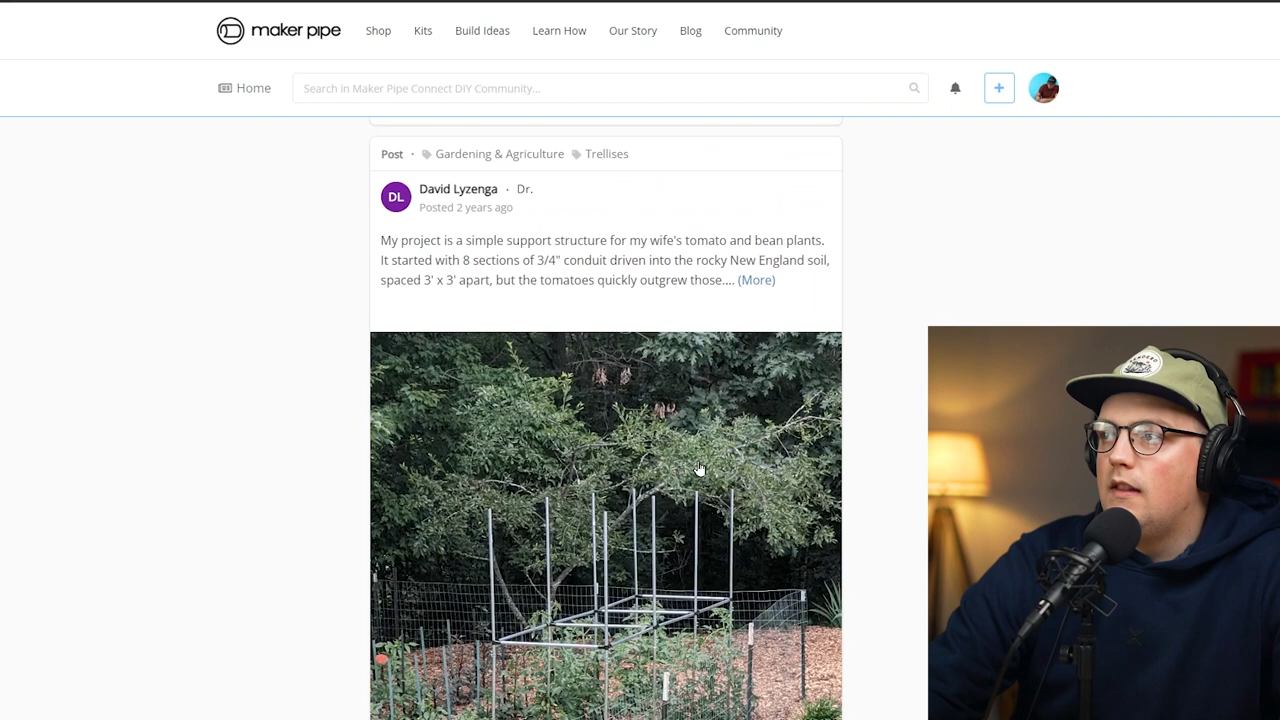 maker pipe Shop Kits Build Ideas Learn How Our Story Blog Community
Home Search in Maker Pipe Connect DIY Community... +
Post · Gardening & Agriculture Trellises
DL David Lyzenga · Dr.
Posted 2 years ago
My project is a simple support structure for my wife's tomato and bean plants.
It started with 8 sections of 3/4" conduit driven into the rocky New England soil,
spaced 3' x 3' apart, but the tomatoes quickly outgrew those.... (More)